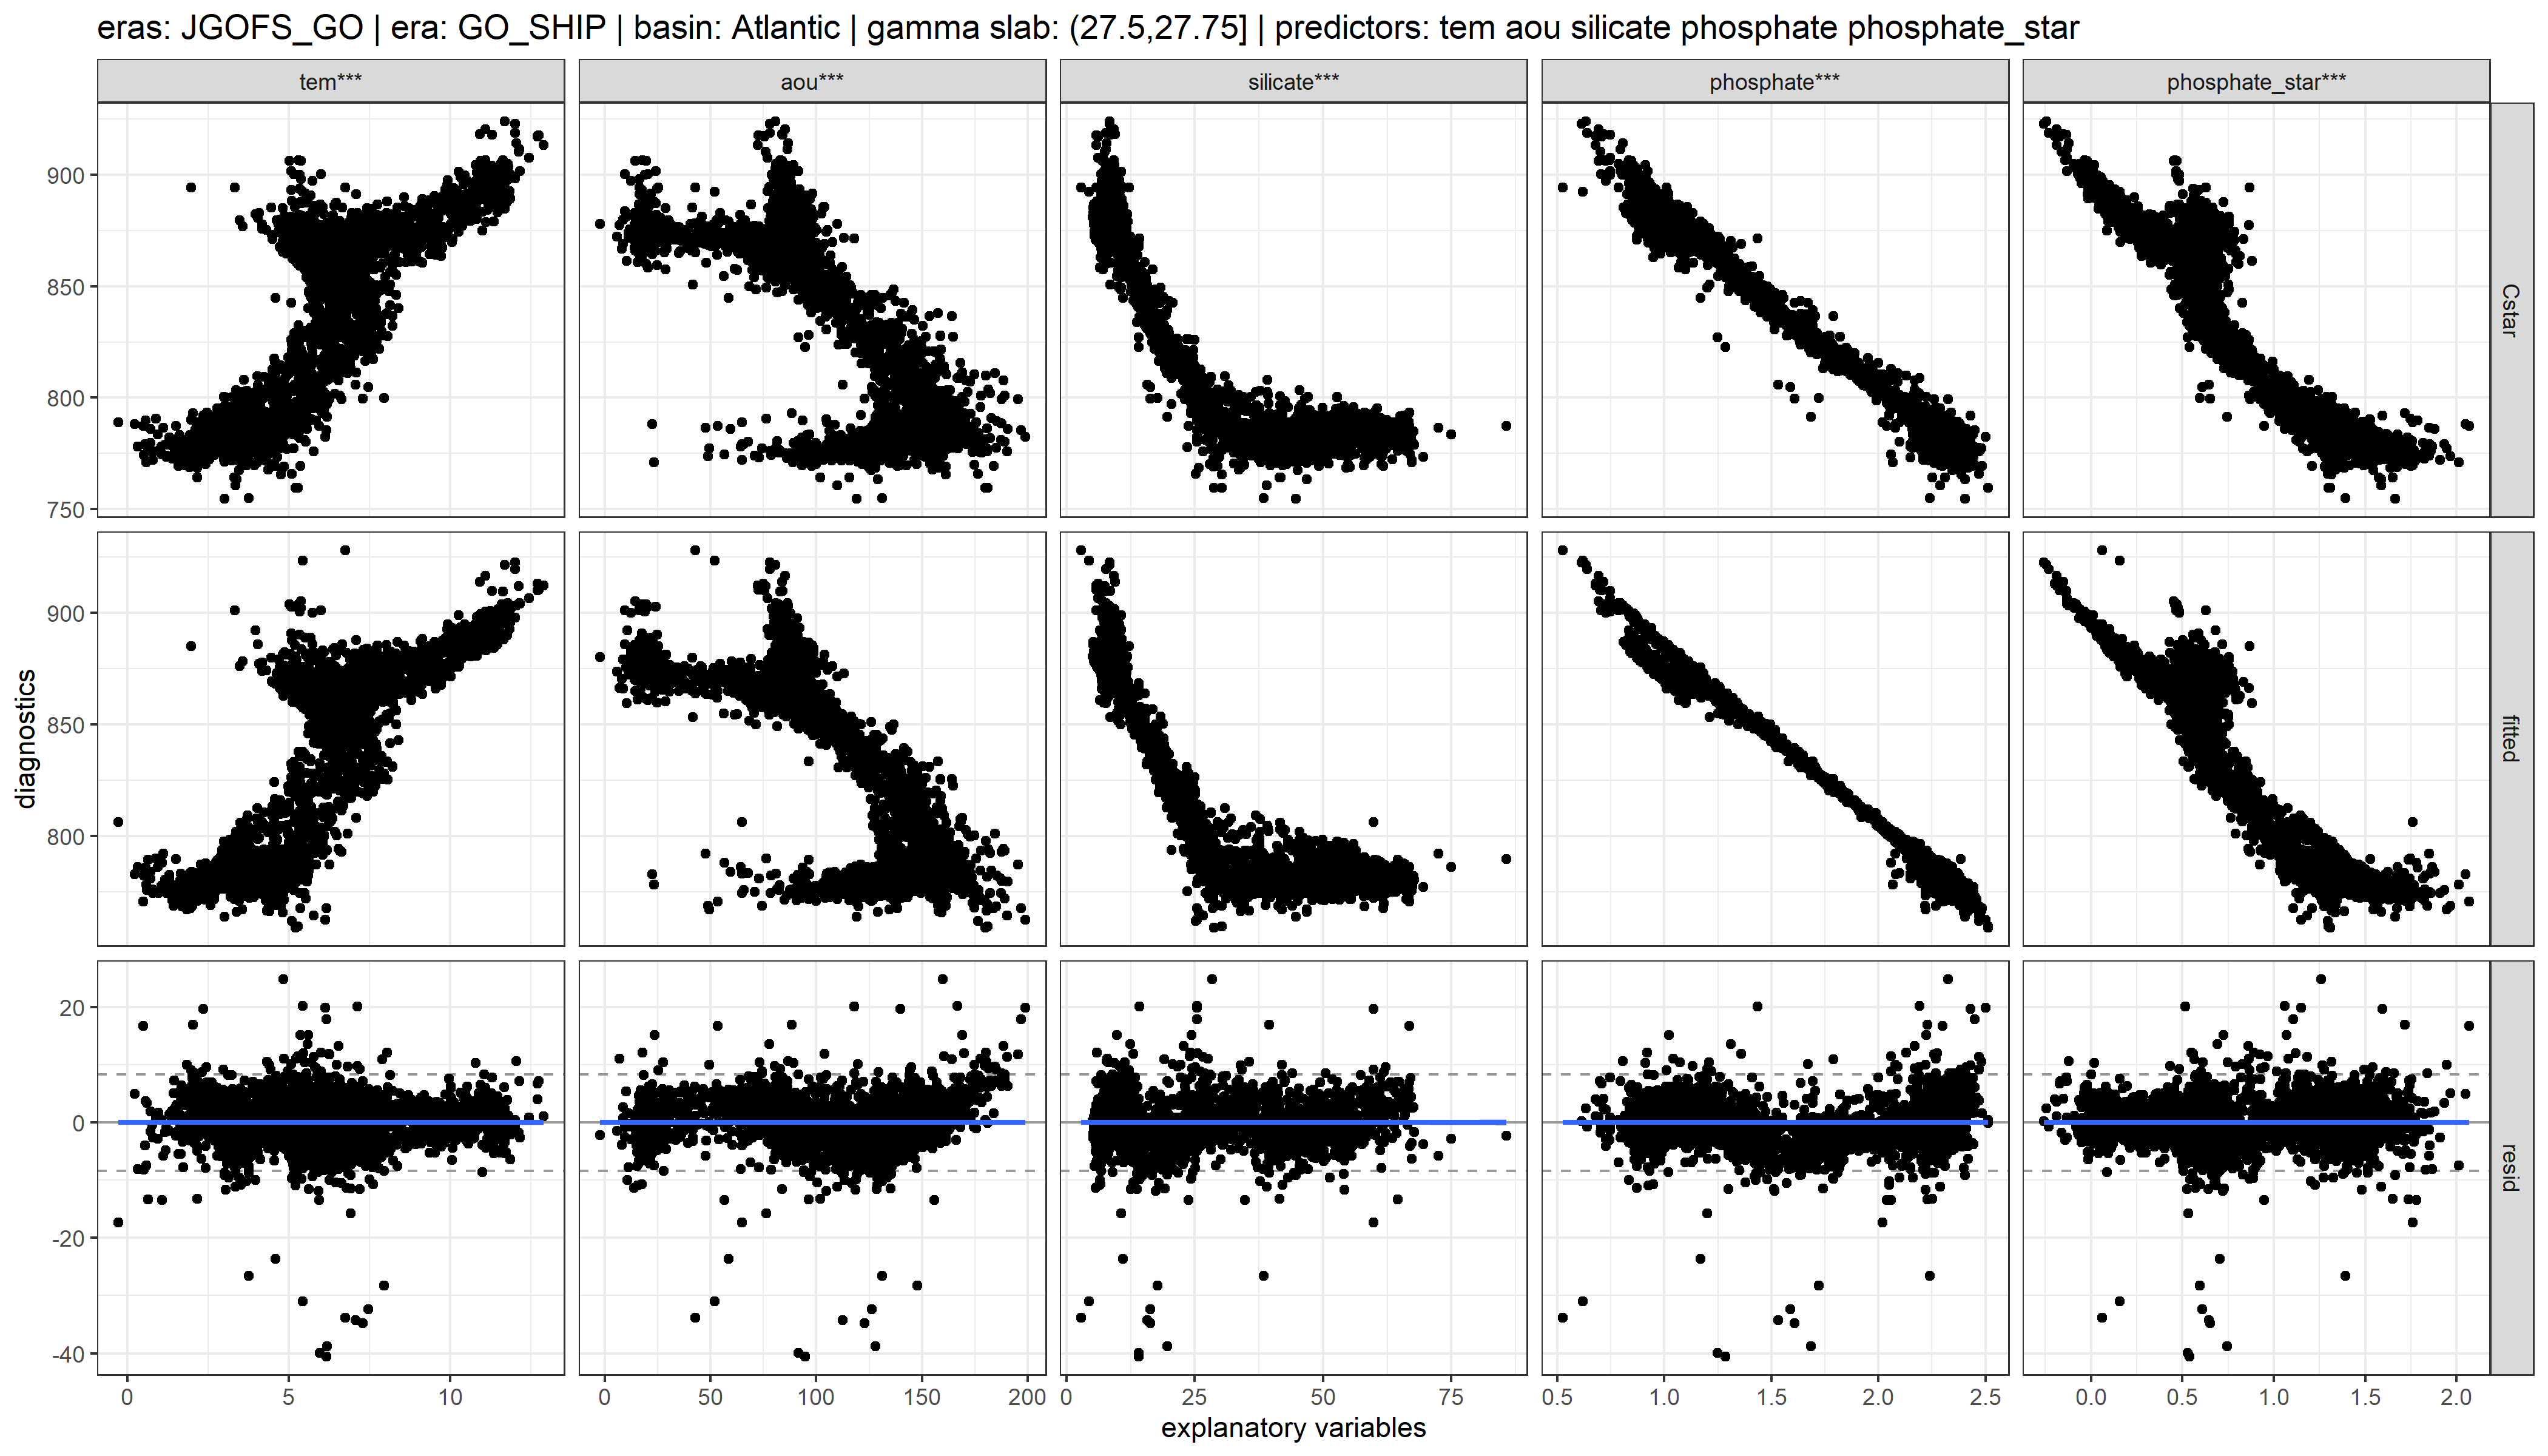 eras: JGOFS_GO | era: GO_SHIP | basin: Atlantic | gamma slab: (27.5,27.75] | predictors: tem aou silicate phosphate phosphate_star
tem*** aou*** silicate*** phosphate*** phosphate_star***
900
850
800
750
Cstar
900
850
800
fitted
diagnostics
20
0
-20
-40
resid
0 5 10 0 50 100 150 200 0 25 50 75 0.5 1.0 1.5 2.0 2.5 0.0 0.5 1.0 1.5 2.0
explanatory variables